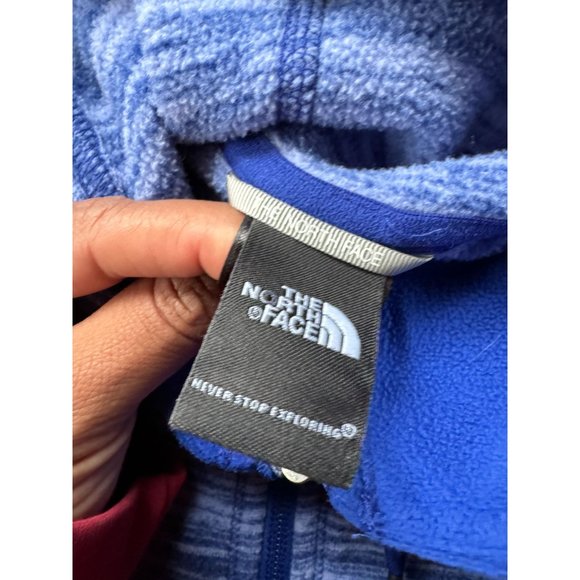 THE NORTH FACE
THE
NORTH
®FACE
NEVER STOP EXPLORING®